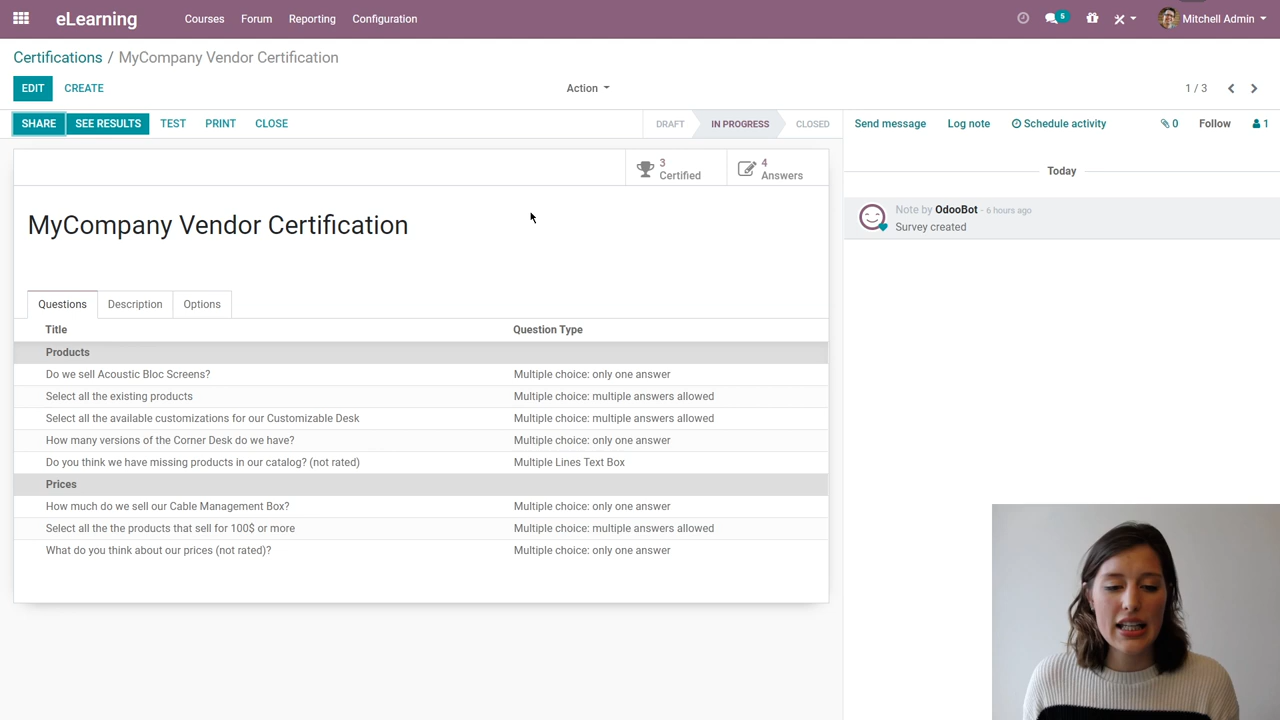 eLearning Courses Forum Reporting Configuration 5 Mitchell Admin
Certifications / MyCompany Vendor Certification
EDIT CREATE Action 1 / 3
SHARE SEE RESULTS TEST PRINT CLOSE DRAFT IN PROGRESS CLOSED Send message Log note Schedule activity 0 Follow 1
3 Certified
4 Answers
Today
MyCompany Vendor Certification
Note by OdooBot - 6 hours ago
Survey created
Questions Description Options
Title Question Type
Products
Do we sell Acoustic Bloc Screens? Multiple choice: only one answer
Select all the existing products Multiple choice: multiple answers allowed
Select all the available customizations for our Customizable Desk Multiple choice: multiple answers allowed
How many versions of the Corner Desk do we have? Multiple choice: only one answer
Do you think we have missing products in our catalog? (not rated) Multiple Lines Text Box
Prices
How much do we sell our Cable Management Box? Multiple choice: only one answer
Select all the the products that sell for 100$ or more Multiple choice: multiple answers allowed
What do you think about our prices (not rated)? Multiple choice: only one answer